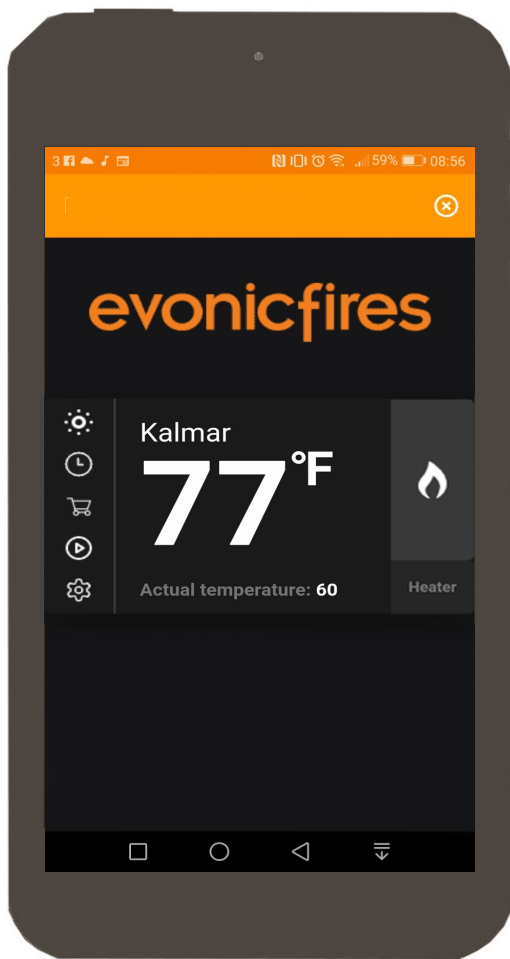 3 59% 08:56
evonicfires
Kalmar
77°F
Actual temperature: 60
Heater